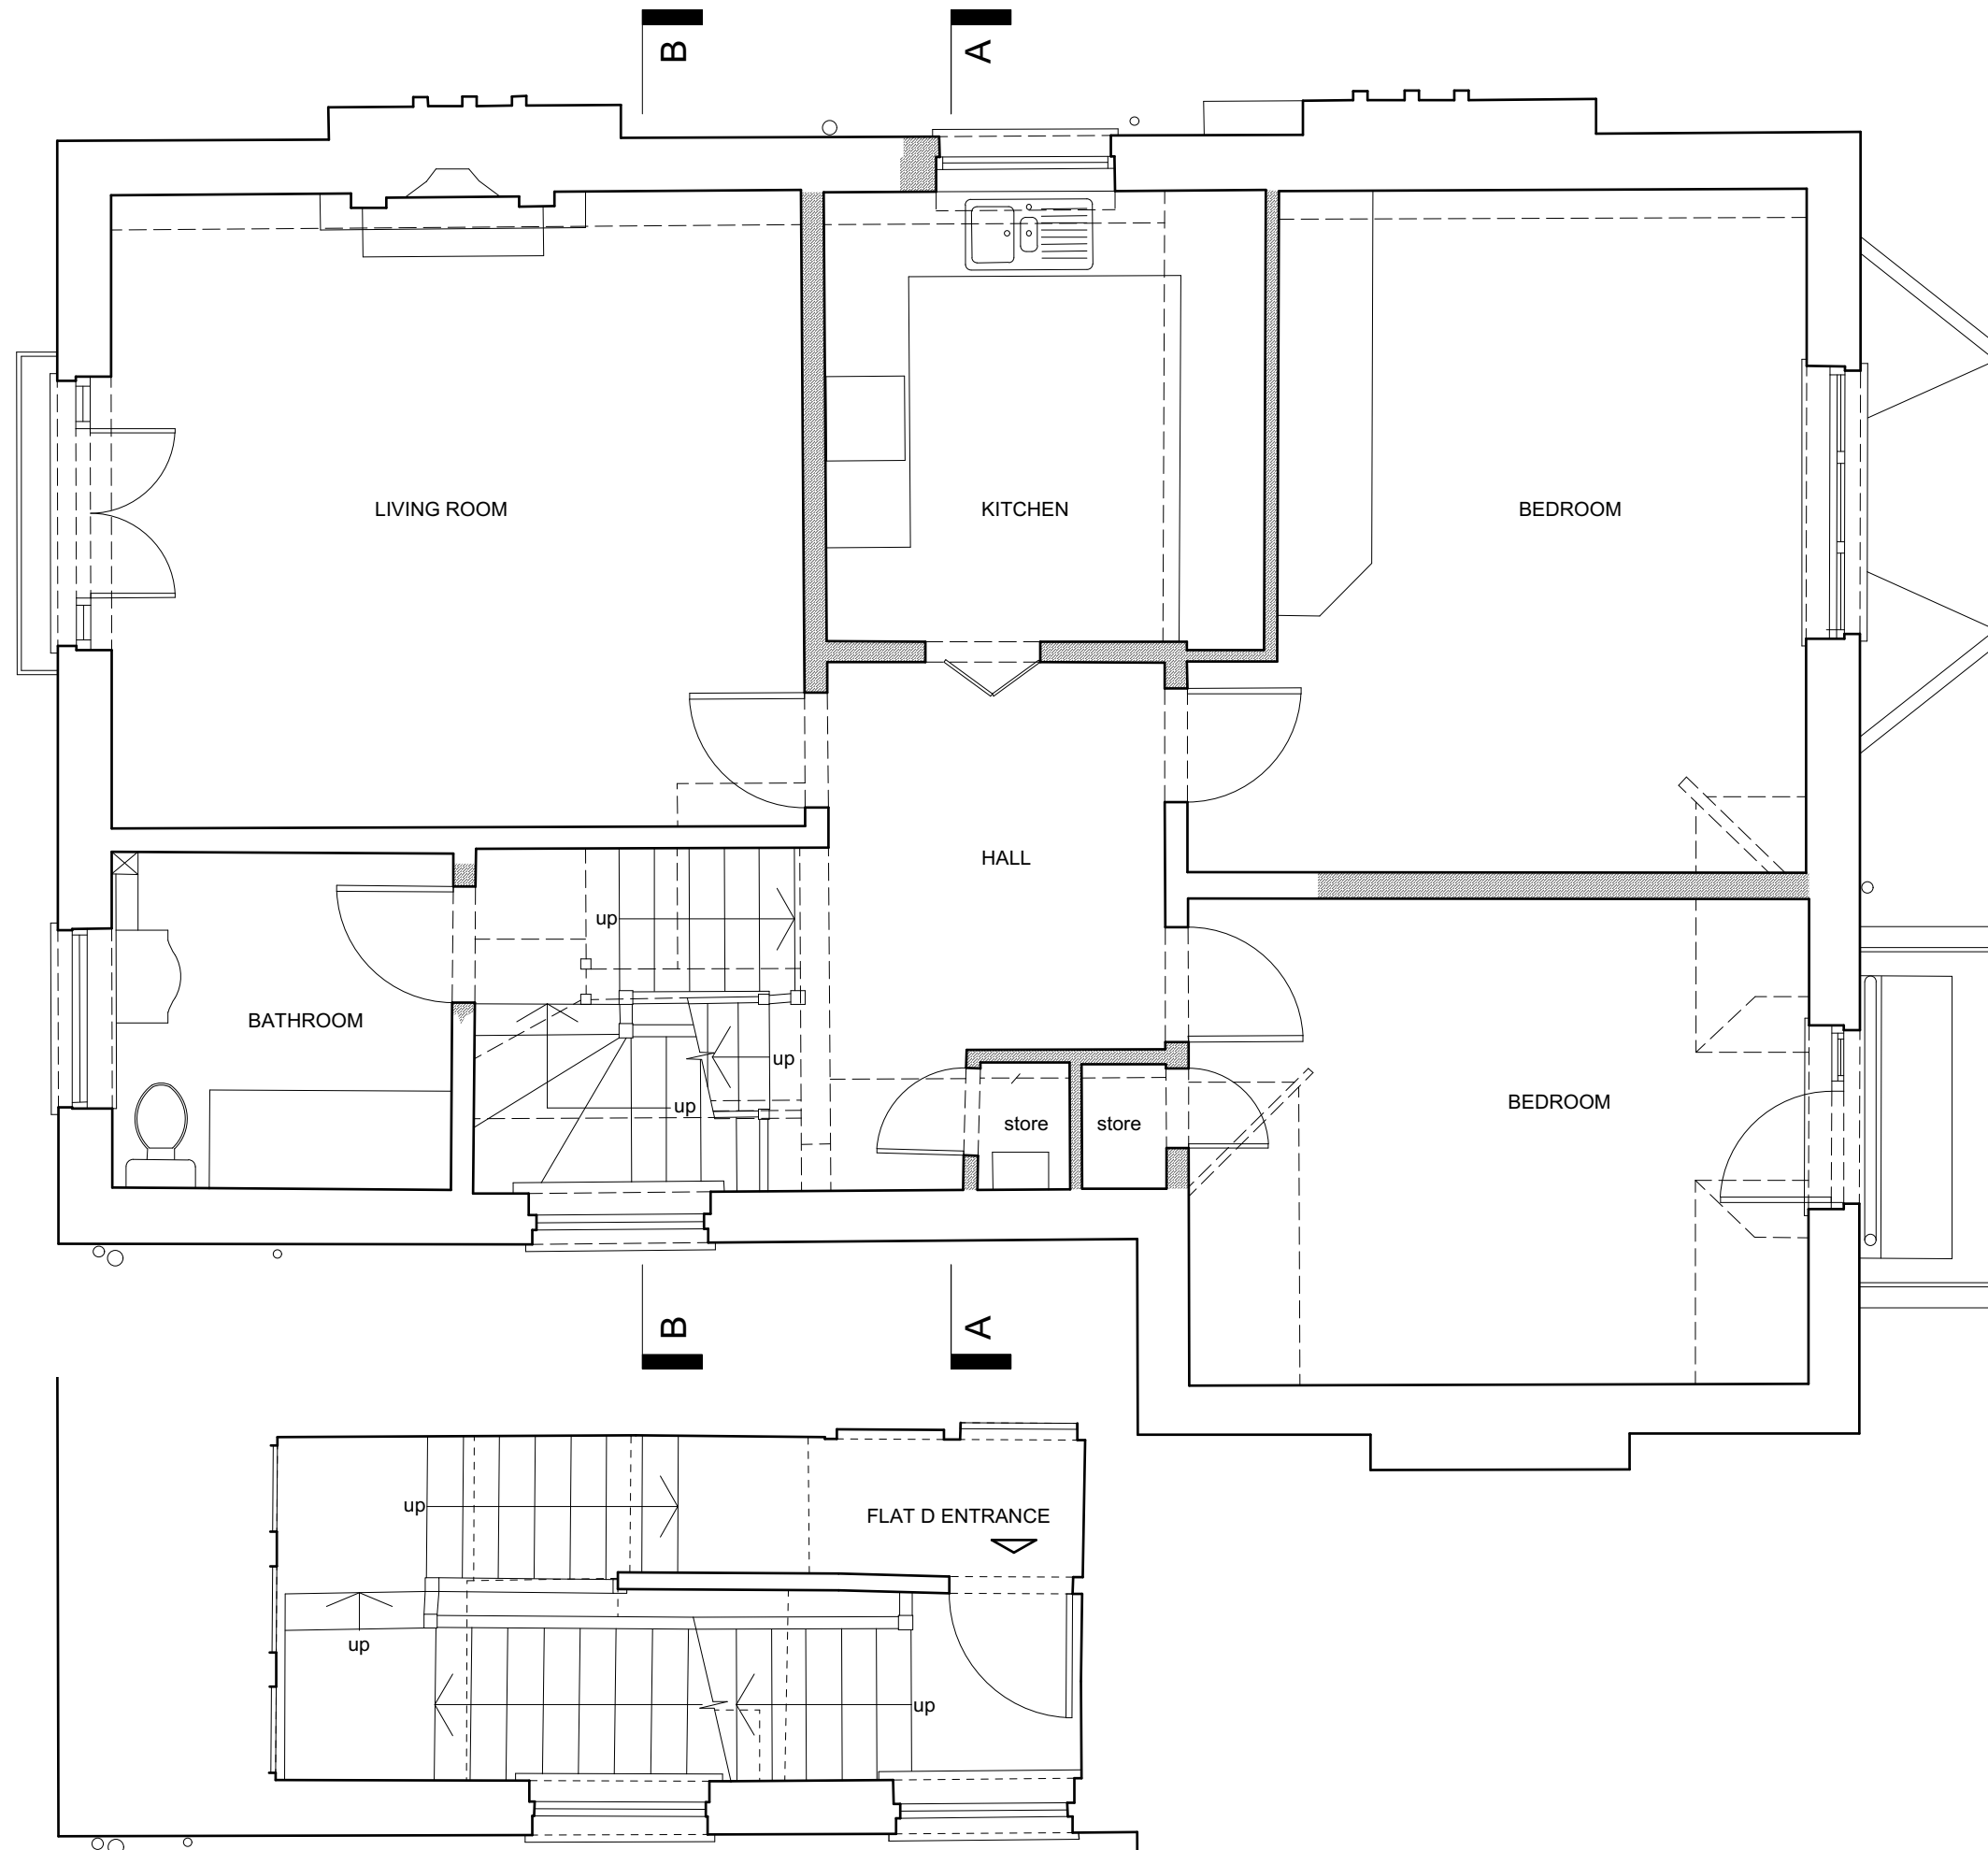 B
A
LIVING ROOM
KITCHEN
BEDROOM
HALL
up
BATHROOM
up
up
BEDROOM
store
store
B
A
up
FLAT D ENTRANCE
up
up